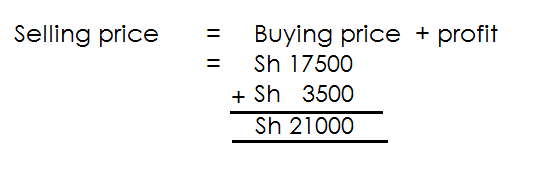 Selling price = Buying price + profit
= Sh 17500
+ Sh 3500
Sh 21000